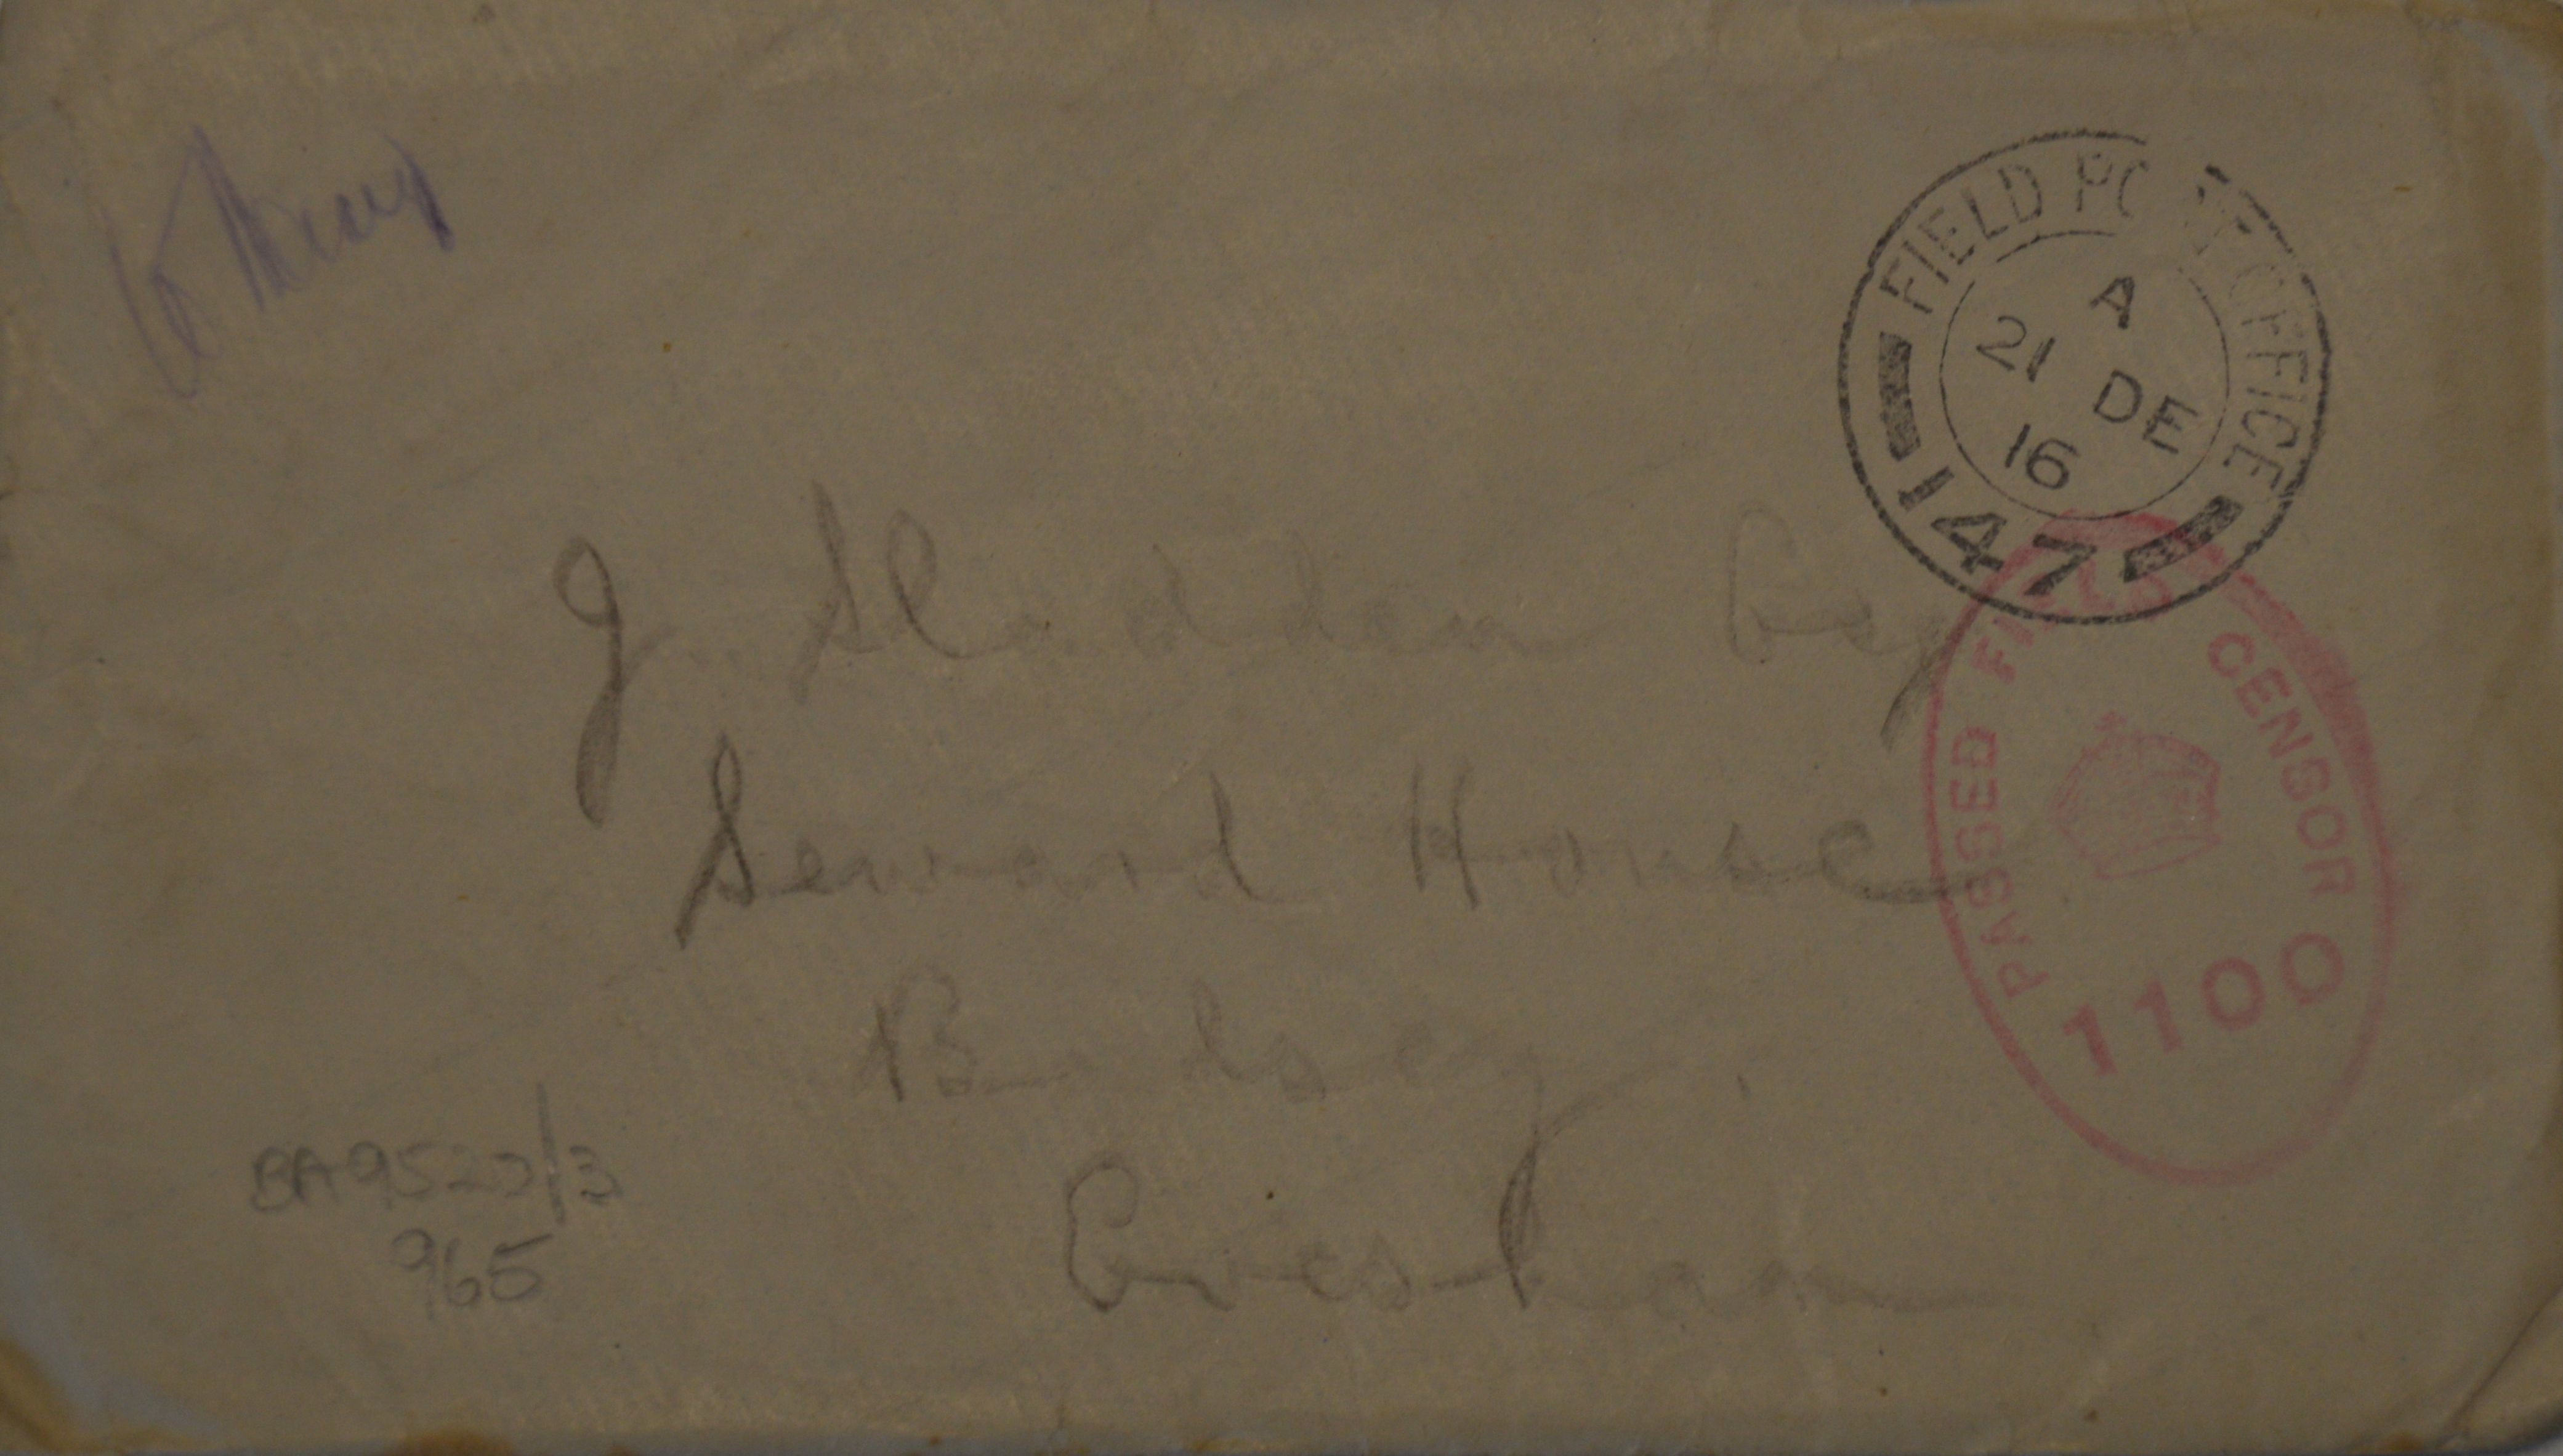 FIELD POST OFFICE
A
21 DE
16
147
J. Sladden Esq
Seward House
Badsey
Evesham
PASSED FIELD CENSOR
1100
BA9520/3
965